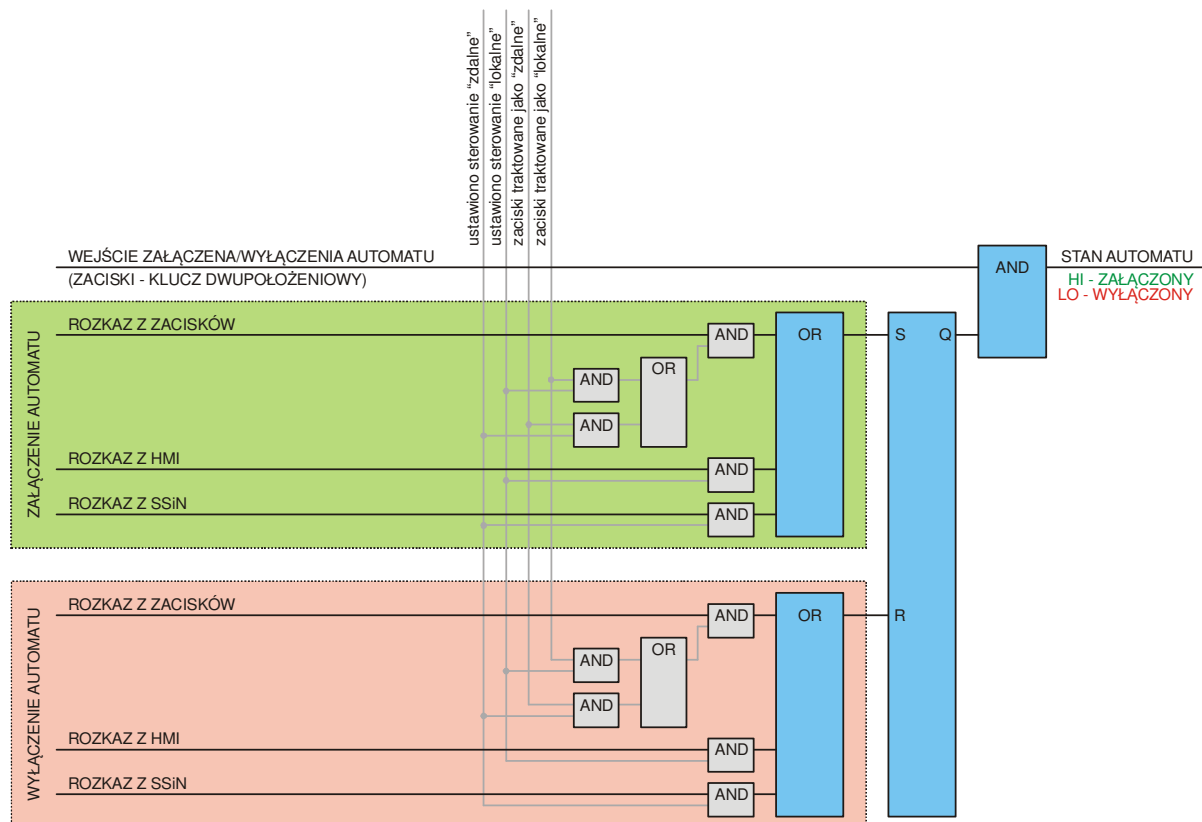 ustawiono sterowanie "zdalne"
ustawiono sterowanie "lokalne"
zaciski traktowane jako "zdalne"
zaciski traktowane jako "lokalne"
WEJŚCIE ZAŁĄCZENA/WYŁĄCZENIA AUTOMATU
(ZACISKI - KLUCZ DWUPOŁOŻENIOWY)
AND
STAN AUTOMATU
HI - ZAŁĄCZONY
LO - WYŁĄCZONY
ZAŁĄCZENIE AUTOMATU
ROZKAZ Z ZACISKÓW
AND
OR
S
Q
AND
OR
AND
ROZKAZ Z HMI
AND
ROZKAZ Z SSiN
AND
WYŁĄCZENIE AUTOMATU
ROZKAZ Z ZACISKÓW
AND
OR
R
AND
OR
AND
ROZKAZ Z HMI
AND
ROZKAZ Z SSiN
AND